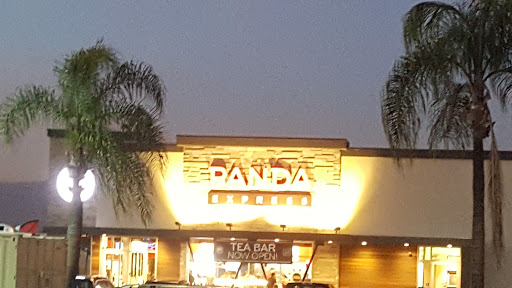 PANDA
EXPRESS
TEA BAR
NOW OPEN!